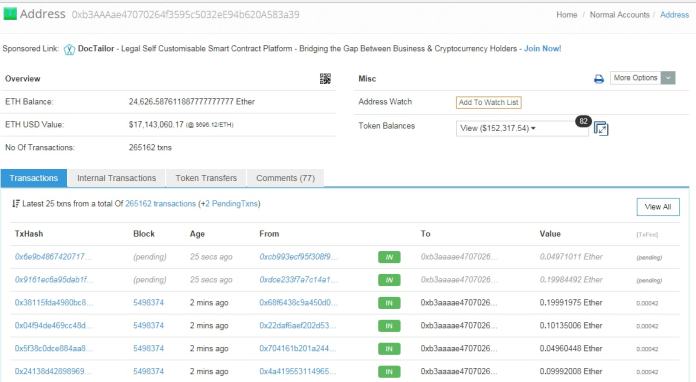 Address 0xb3AAAae47070264f3595c5032eE94b620A583a39
Home / Normal Accounts / Address
Sponsored Link: DocTailor - Legal Self Customisable Smart Contract Platform - Bridging the Gap Between Business & Cryptocurrency Holders - Join Now!
Overview
ETH Balance: 24,626.587611887777777777 Ether
ETH USD Value: $17,143,060.17 (@ $696.12/ETH)
No Of Transactions: 265162 txns
Misc
More Options
Address Watch Add To Watch List
Token Balances View ($152,317.54) 82
Transactions Internal Transactions Token Transfers Comments (77)
Latest 25 txns from a total Of 265162 transactions (+2 PendingTxns) View All
TxHash Block Age From To Value [TxFee]
0x6e9b4867420717... (pending) 25 secs ago 0xcb993ecf95f308f9... IN 0xb3aaaae4707026... 0.04971011 Ether (pending)
0x9161ec6a95dab1f... (pending) 25 secs ago 0xdce233f7a7c14a1... IN 0xb3aaaae4707026... 0.19984492 Ether (pending)
0x38115fda4980bc8... 5498374 2 mins ago 0x68f6438c9a450d0... IN 0xb3aaaae4707026... 0.19991975 Ether 0.00042
0x04f94de469cc48d... 5498374 2 mins ago 0x22daf6aef202d53... IN 0xb3aaaae4707026... 0.10135006 Ether 0.00042
0x5f38c0dce884aa8... 5498374 2 mins ago 0x704161b201a244... IN 0xb3aaaae4707026... 0.04960448 Ether 0.00042
0x24138d42898969... 5498374 2 mins ago 0x4a419553114965... IN 0xb3aaaae4707026... 0.09992008 Ether 0.00042